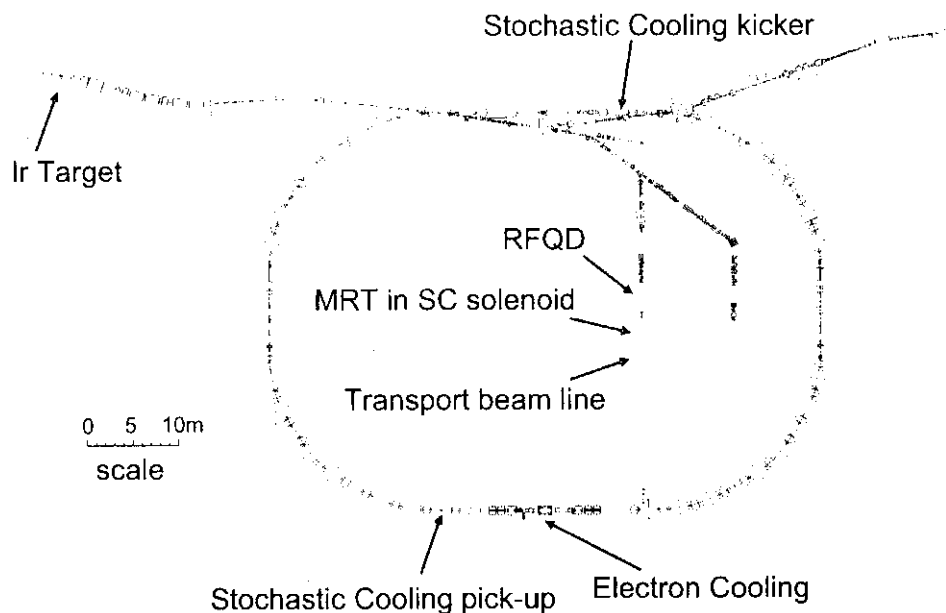 Stochastic Cooling kicker
Ir Target
RFQD
MRT in SC solenoid
Transport beam line
0 5 10m
scale
Stochastic Cooling pick-up
Electron Cooling